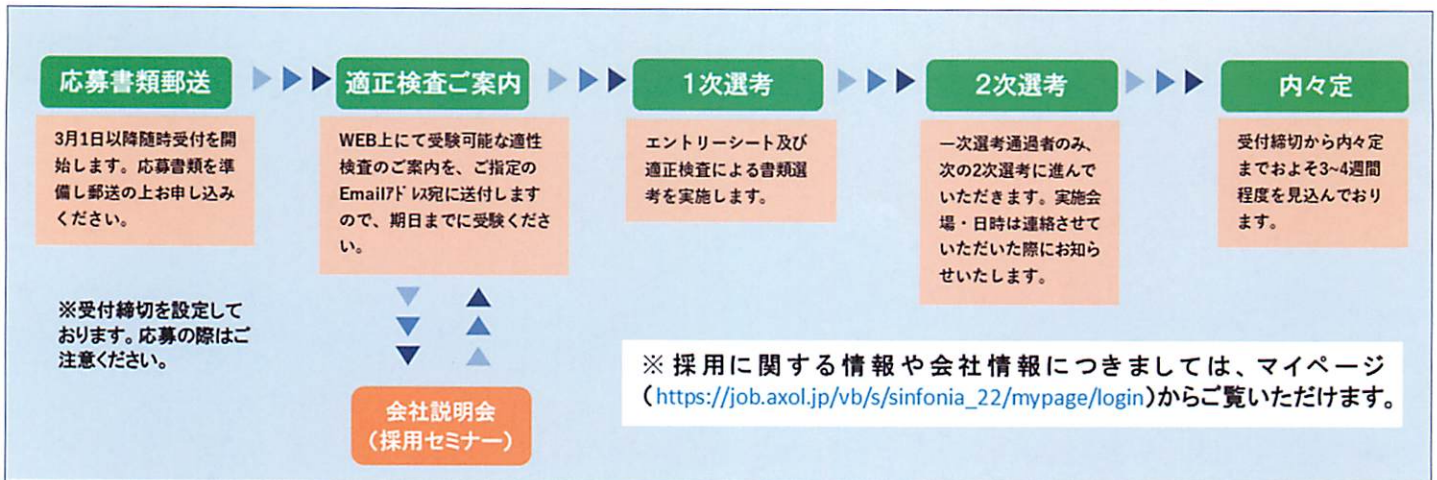 応募書類郵送
3月1日以降随時受付を開
始します。応募書類を準
備し郵送の上お申し込み
ください。
※受付締切を設定して
おります。応募の際はご
注意ください。
適正検査ご案内
WEB上にて受験可能な適性
検査のご案内を、ご指定の
Emailｱﾄﾞﾚｽ宛に送付します
ので、期日までに受験くださ
い。
会社説明会
（採用セミナー）
1次選考
エントリーシート及び
適正検査による書類選
考を実施します。
2次選考
一次選考通過者のみ、
次の2次選考に進んで
いただきます。実施会
場・日時は連絡させて
いただいた際にお知ら
せいたします。
内々定
受付締切から内々定
までおよそ3~4週間
程度を見込んでおり
ます。
※採用に関する情報や会社情報につきましては、マイページ
（https://job.axol.jp/vb/s/sinfonia_22/mypage/login）からご覧いただけます。